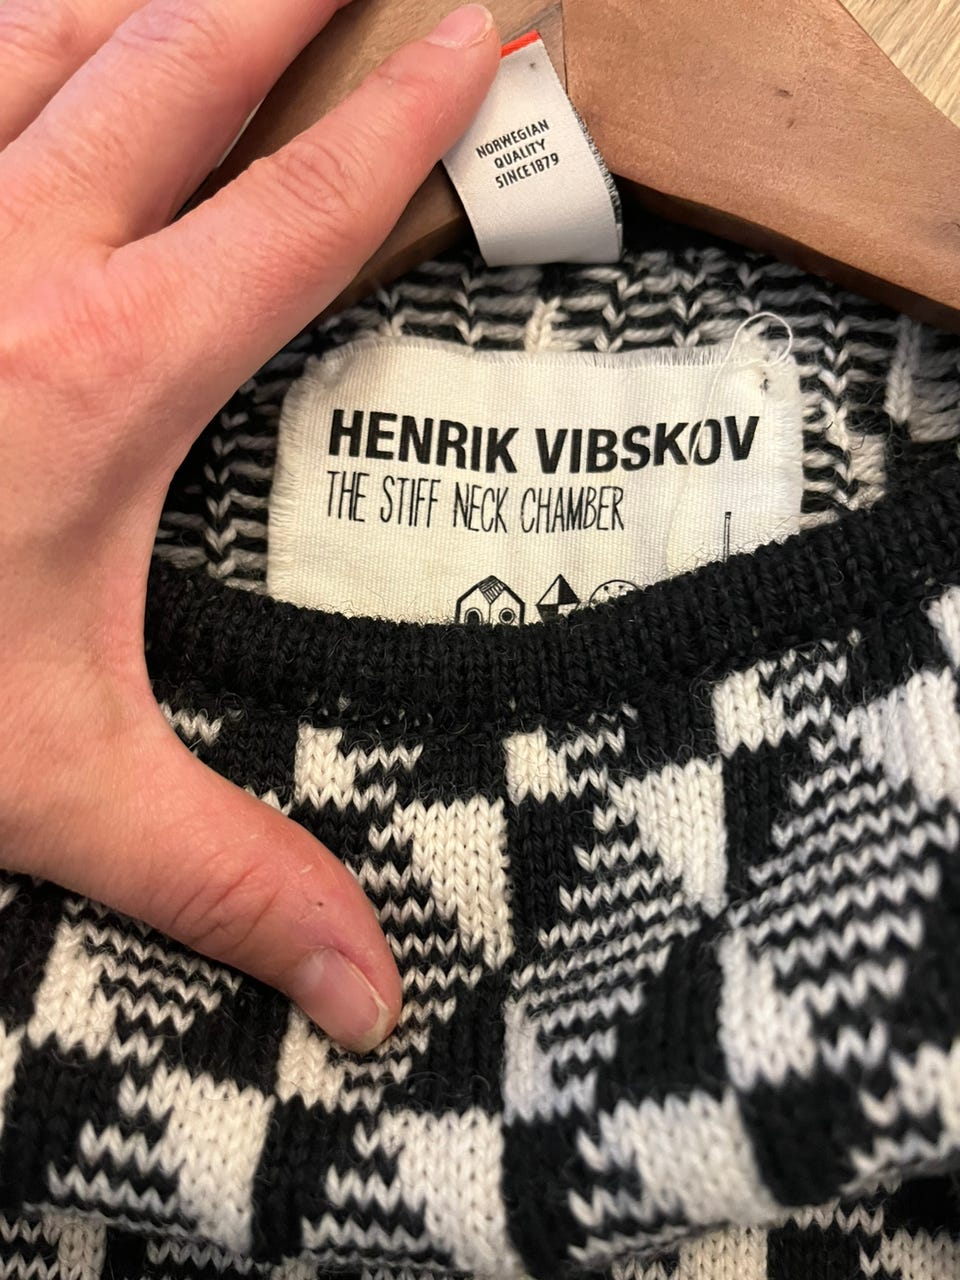 NORWEGIAN
QUALITY
SINCE1879
HENRIK VIBSKOV
THE STIFF NECK CHAMBER